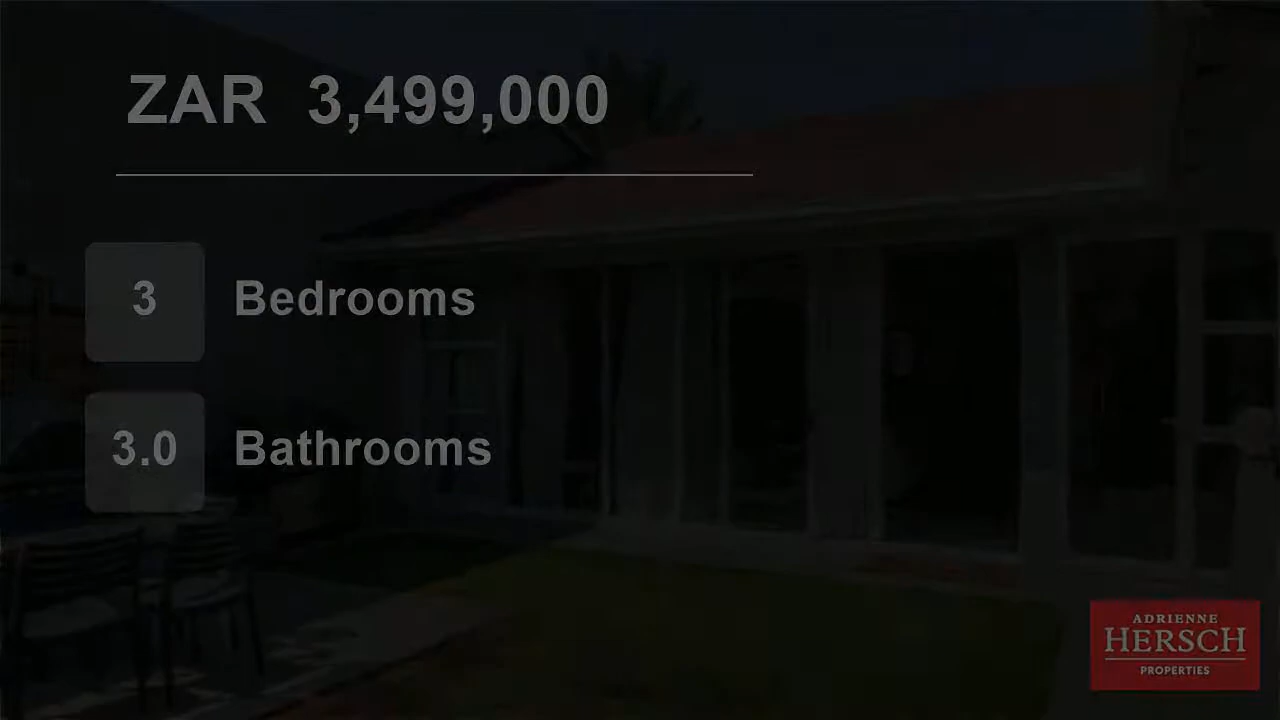 ZAR 3,499,000
3 Bedrooms
3.0 Bathrooms
ADRIENNE
HERSCH
PROPERTIES